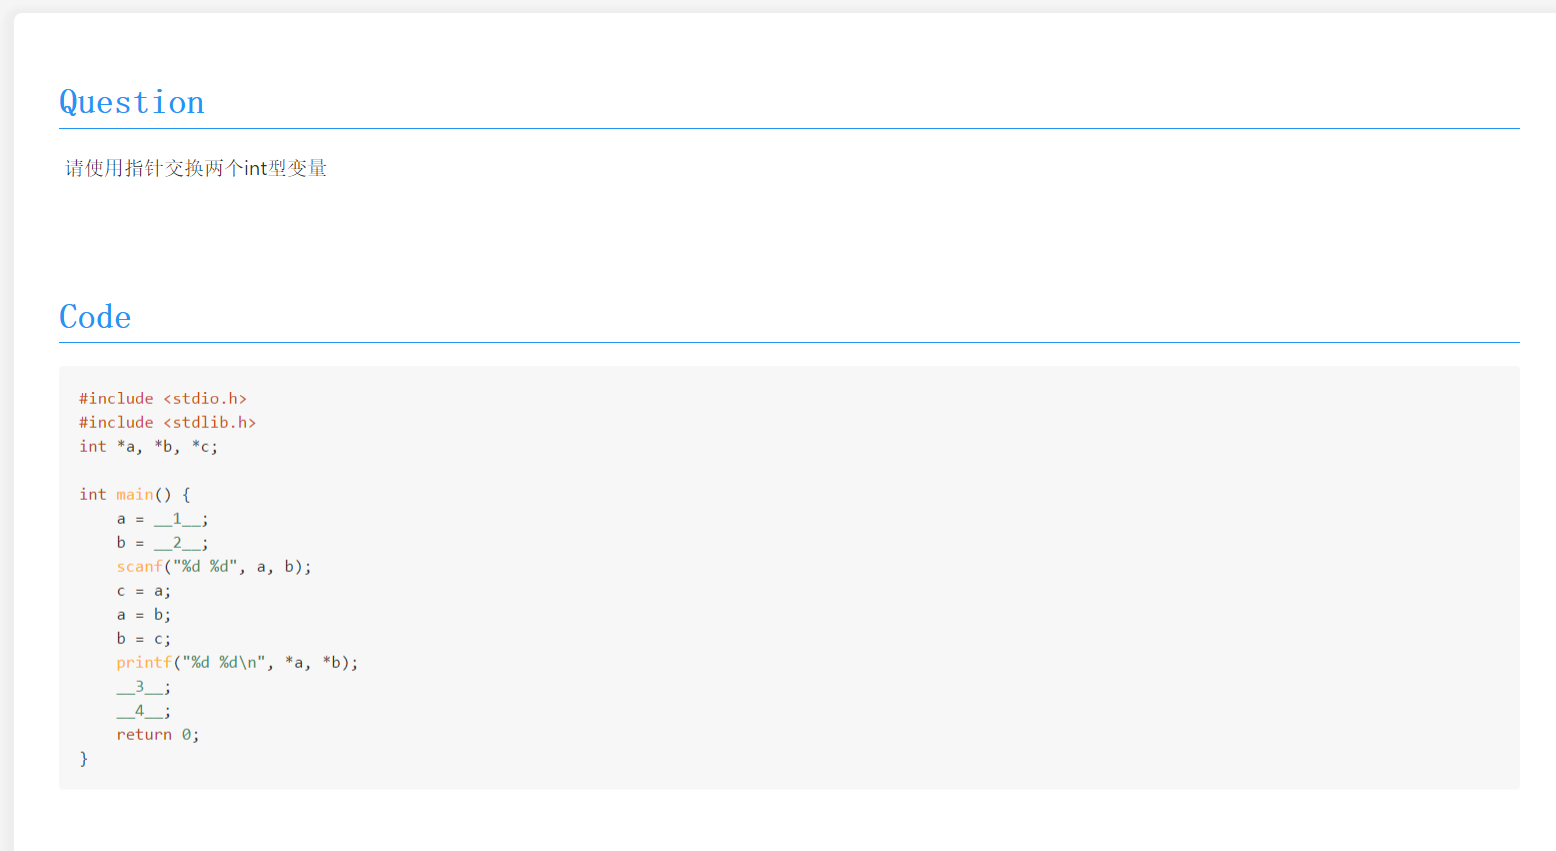 Question
请使用指针交换两个int型变量
Code
#include <stdio.h>
#include <stdlib.h>
int *a, *b, *c;
int main() {
    a = __1__;
    b = __2__;
    scanf("%d %d", a, b);
    c = a;
    a = b;
    b = c;
    printf("%d %d\n", *a, *b);
    __3__;
    __4__;
    return 0;
}